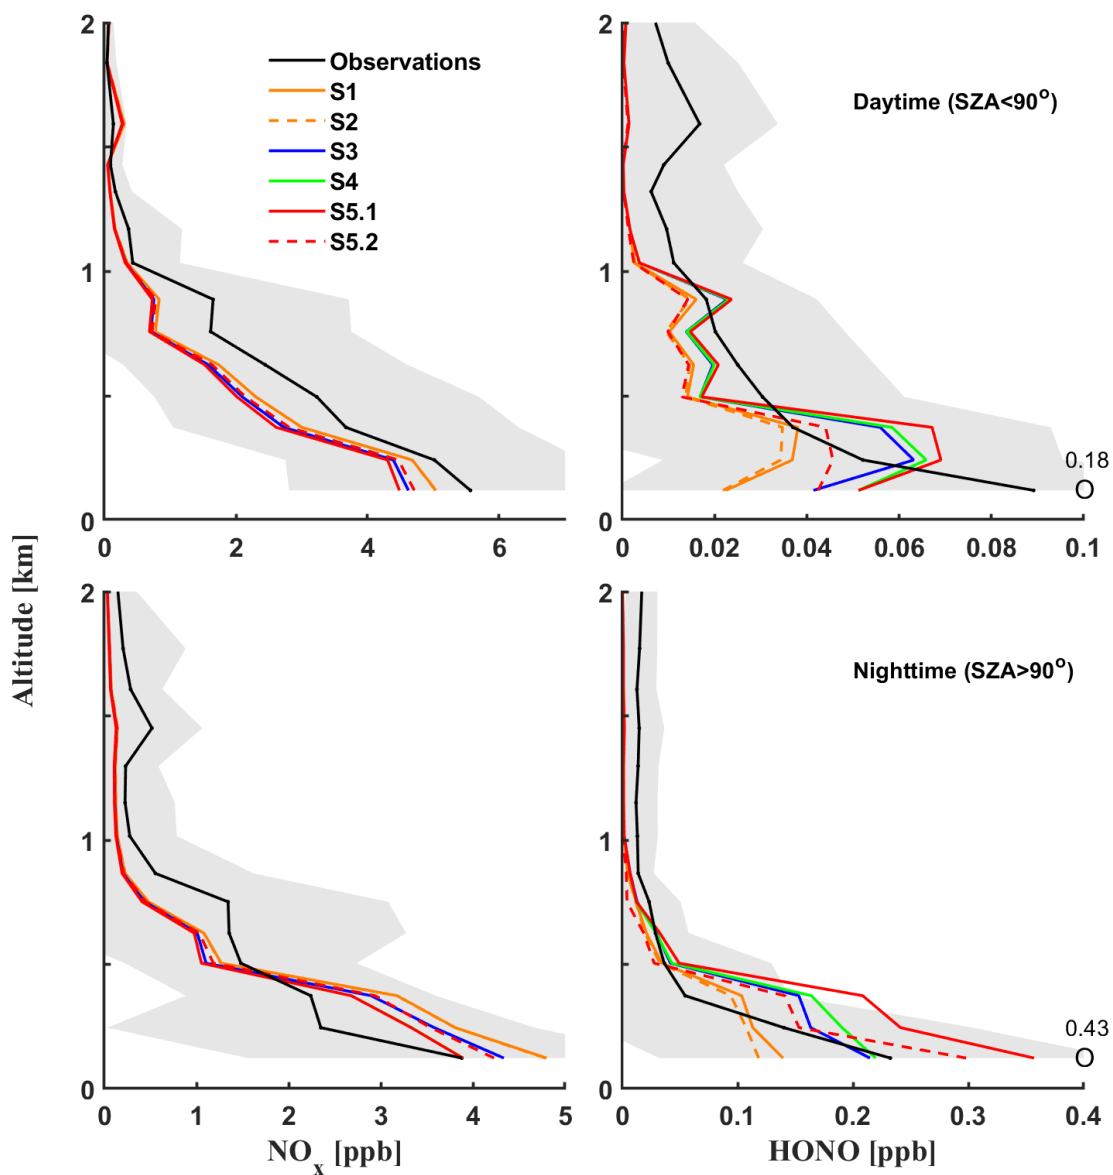 2
1
0
0
2
4
6
Observations
S1
S2
S3
S4
S5.1
S5.2
2
1
0
0
0.02
0.04
0.06
0.08
0.1
Daytime (SZA<90°)
0.18
O
Altitude [km]
2
1
0
0
1
2
3
4
5
NOx [ppb]
2
1
0
0
0.1
0.2
0.3
0.4
Nighttime (SZA>90°)
0.43
O
HONO [ppb]